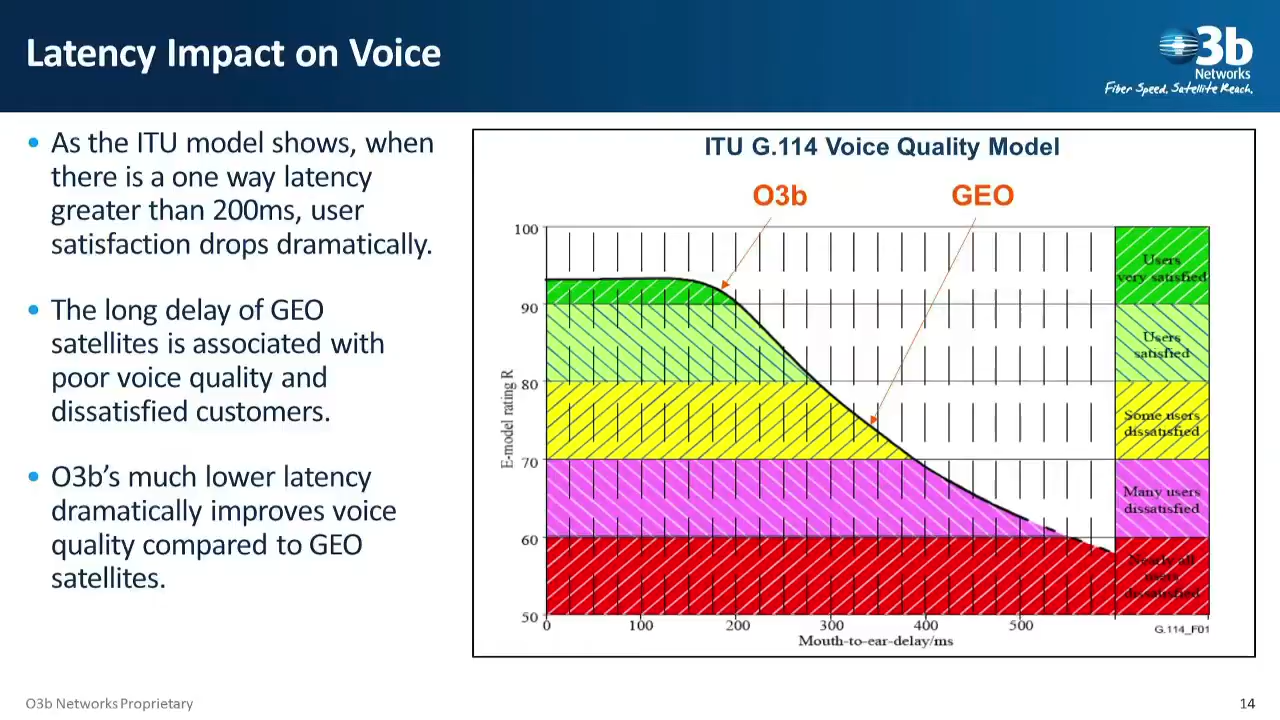 Latency Impact on Voice
O3b
Networks
Fiber Speed. Satellite Reach.
• As the ITU model shows, when
there is a one way latency
greater than 200ms, user
satisfaction drops dramatically.
• The long delay of GEO
satellites is associated with
poor voice quality and
dissatisfied customers.
• O3b’s much lower latency
dramatically improves voice
quality compared to GEO
satellites.
ITU G.114 Voice Quality Model
O3b
GEO
E-model rating R
100
90
80
70
60
50
Users
very satisfied
Users
satisfied
Some users
dissatisfied
Many users
dissatisfied
Nearly all
users
dissatisfied
0 100 200 300 400 500
Mouth-to-ear-delay/ms
G.114_F01
O3b Networks Proprietary
14